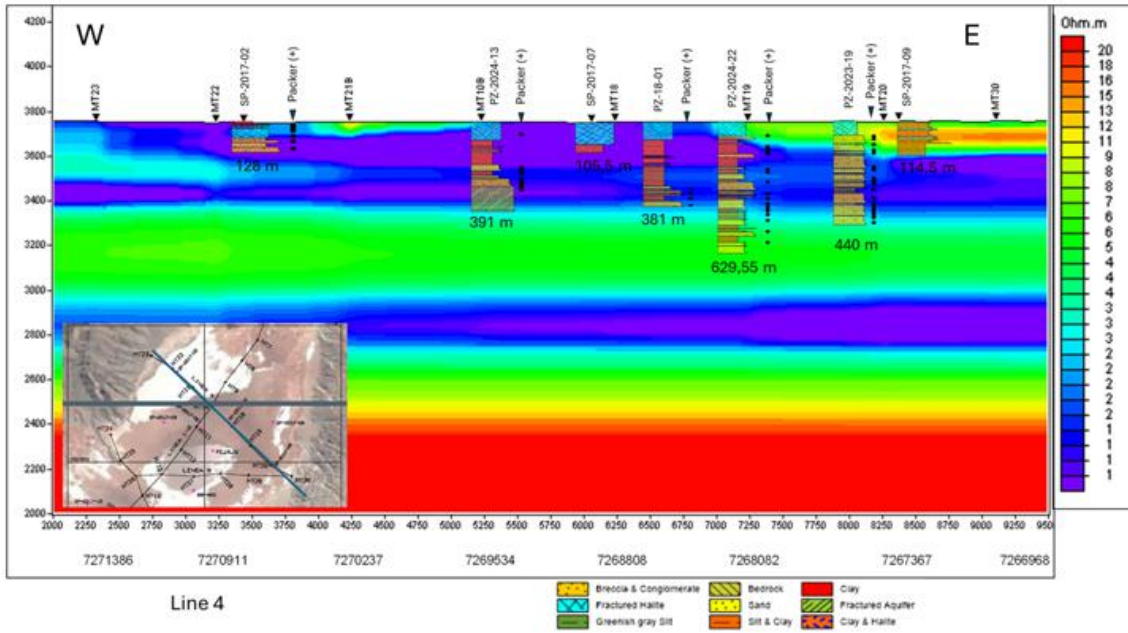 4200
4000
3800
3600
3400
3200
3000
2800
2600
2400
2200
2000
W
E
MT23
MT22
SP-2017-02
Packer (+)
MT21B
MT10B
PZ-2024-13
Packer (+)
SP-2017-07
MT18
PZ-18-01
Packer (+)
PZ-2024-22
MT19
Packer (+)
PZ-2023-19
Packer (+)
MT20
SP-2017-09
MT30
128 m
391 m
105,5 m
381 m
629,55 m
440 m
114,5 m
2000 2250 2500 2750 3000 3250 3500 3750 4000 4250 4500 4750 5000 5250 5500 5750 6000 6250 6500 6750 7000 7250 7500 7750 8000 8250 8500 8750 9000 9250 950
7271386 7270911 7270237 7269534 7268808 7268082 7267367 7266968
Ohm.m
20
18
16
15
13
12
11
9
8
8
7
6
6
5
4
4
3
3
2
2
2
2
1
1
1
Line 4
Breccia & Conglomerate
Bedrock
Clay
Fractured Halite
Sand
Fractured Aquifer
Greenish gray Silt
Silt & Clay
Clay & Halite